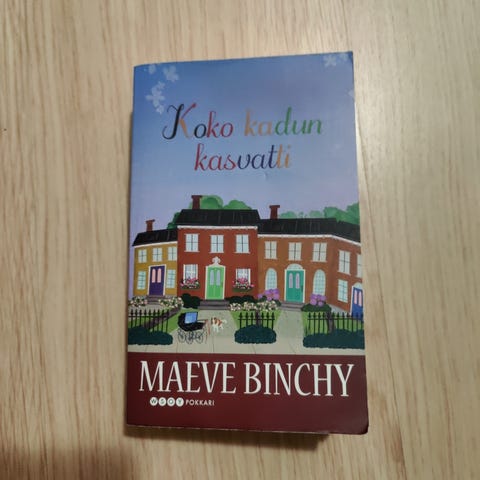 Koko kadun
kasvatti
MAEVE BINCHY
WSOY POKKARI